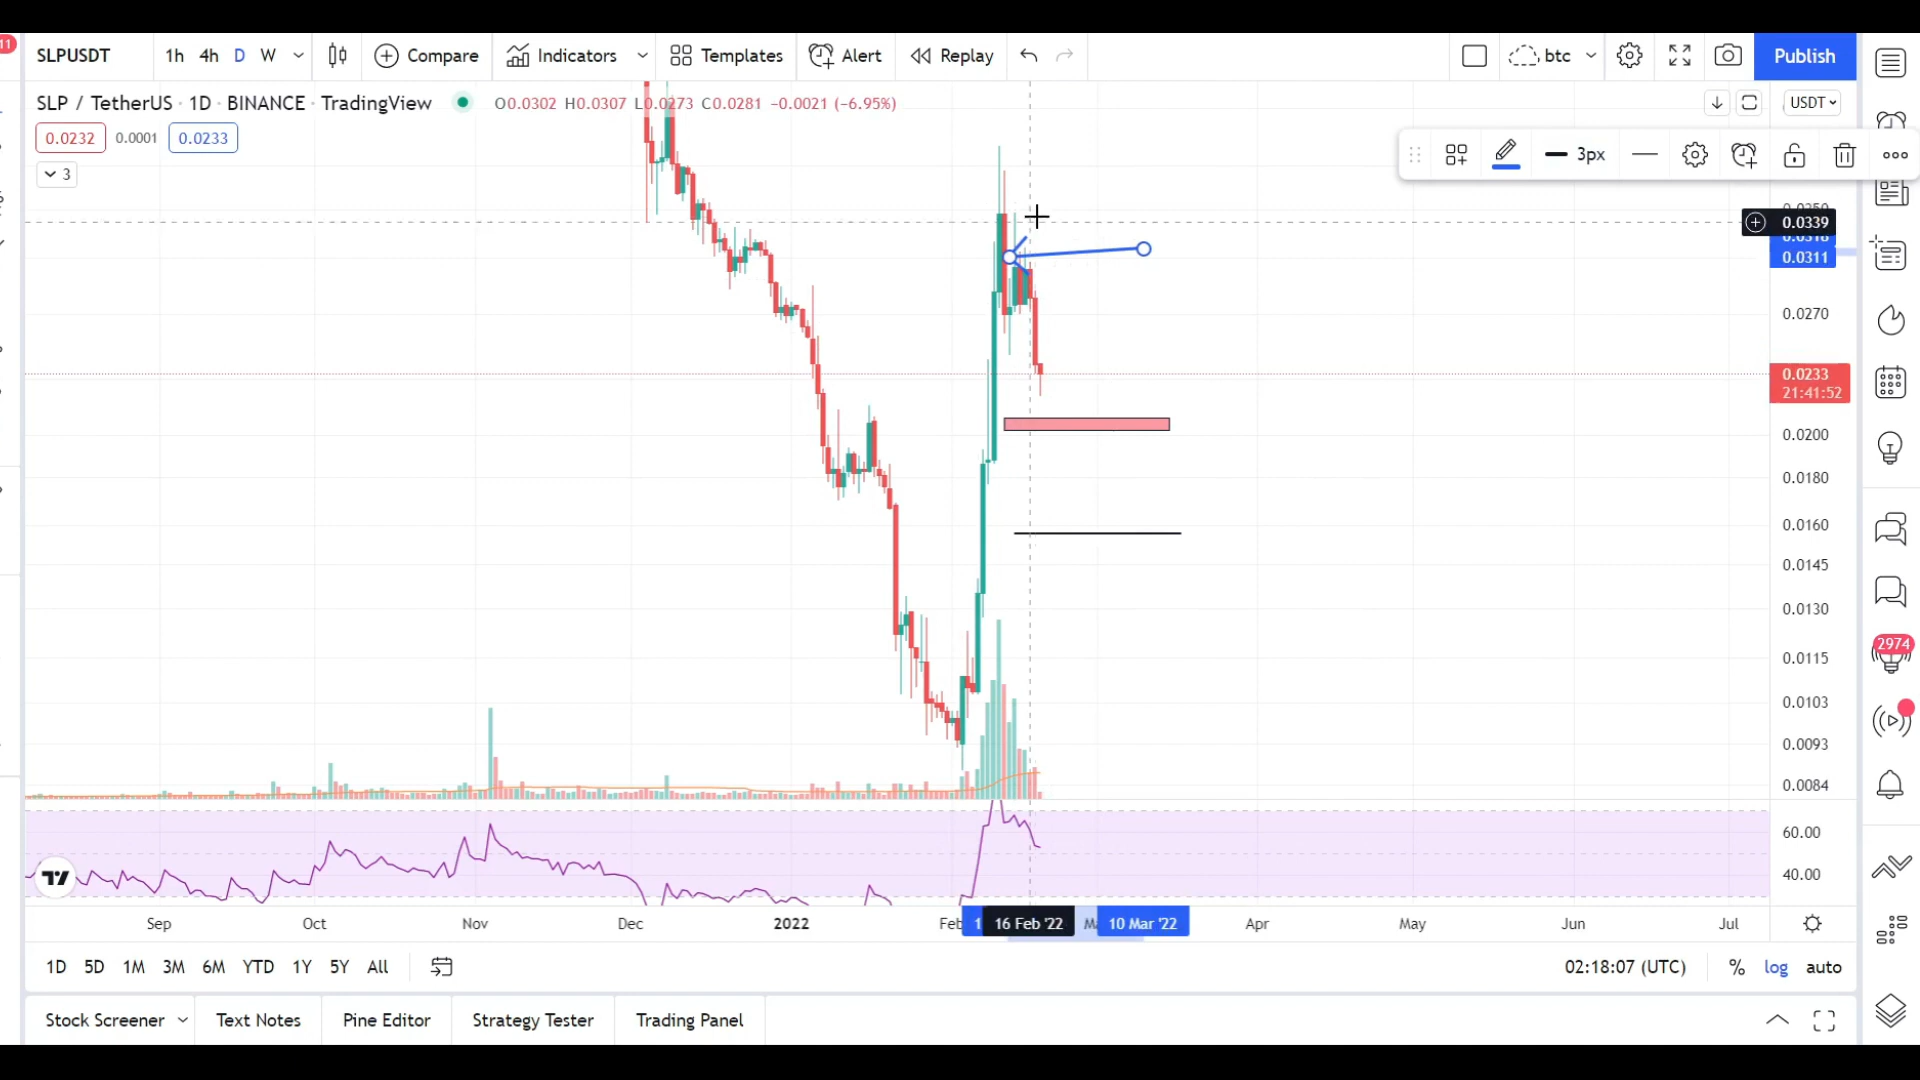 11
SLPUSDT 1h 4h D W Compare Indicators Templates Alert Replay btc Publish
SLP / TetherUS · 1D · BINANCE · TradingView O0.0302 H0.0307 L0.0273 C0.0281 −0.0021 (−6.95%) USDT
0.0232 0.0001 0.0233
3px
3
0.0339
0.0311
0.0270
0.0233
21:41:52
0.0200
0.0180
0.0160
0.0145
0.0130
0.0115
2974
0.0103
0.0093
0.0084
60.00
40.00
Sep Oct Nov Dec 2022 Feb 1 16 Feb '22 10 Mar '22 Apr May Jun Jul
1D 5D 1M 3M 6M YTD 1Y 5Y All 02:18:07 (UTC) % log auto
Stock Screener Text Notes Pine Editor Strategy Tester Trading Panel